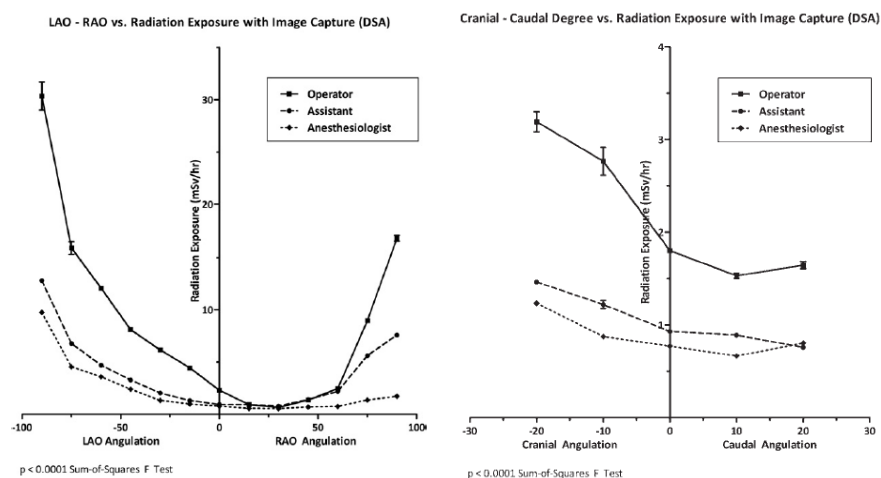 LAO - RAO vs. Radiation Exposure with Image Capture (DSA)
Operator
Assistant
Anesthesiologist
Radiation Exposure (mSv/hr)
30
20
10
-100
-50
0
50
100
LAO Angulation
RAO Angulation
p < 0.0001 Sum-of-Squares F Test
Cranial - Caudal Degree vs. Radiation Exposure with Image Capture (DSA)
Operator
Assistant
Anesthesiologist
Radiation Exposure (mSv/hr)
4
3
2
1
-30
-20
-10
0
10
20
30
Cranial Angulation
Caudal Angulation
p < 0.0001 Sum-of-Squares F Test